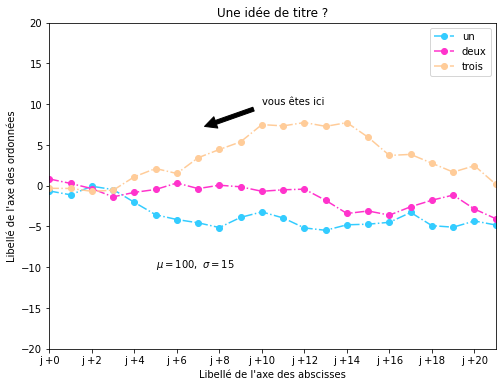 Une idée de titre ?
un
deux
trois
20
15
10
5
0
−5
−10
−15
−20
Libellé de l'axe des ordonnées
vous êtes ici
μ = 100, σ = 15
j +0 j +2 j +4 j +6 j +8 j +10 j +12 j +14 j +16 j +18 j +20
Libellé de l'axe des abscisses